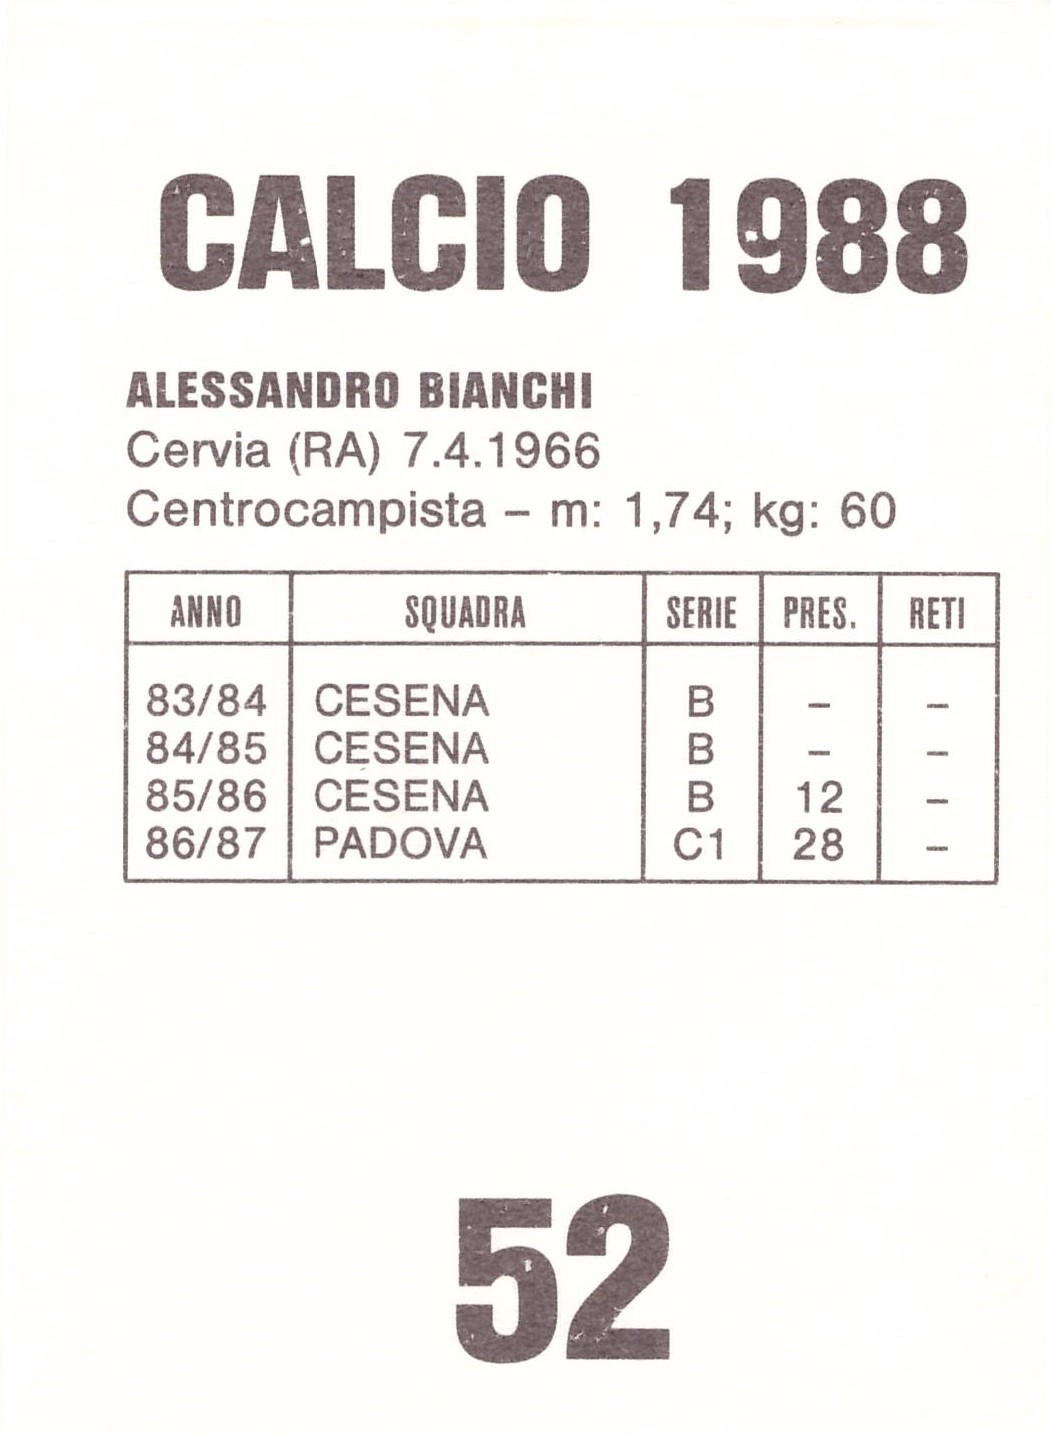 CALCIO 1988
ALESSANDRO BIANCHI
Cervia (RA) 7.4.1966
Centrocampista – m: 1,74; kg: 60
ANNO SQUADRA SERIE PRES. RETI
83/84 CESENA B – –
84/85 CESENA B – –
85/86 CESENA B 12 –
86/87 PADOVA C1 28 –
52